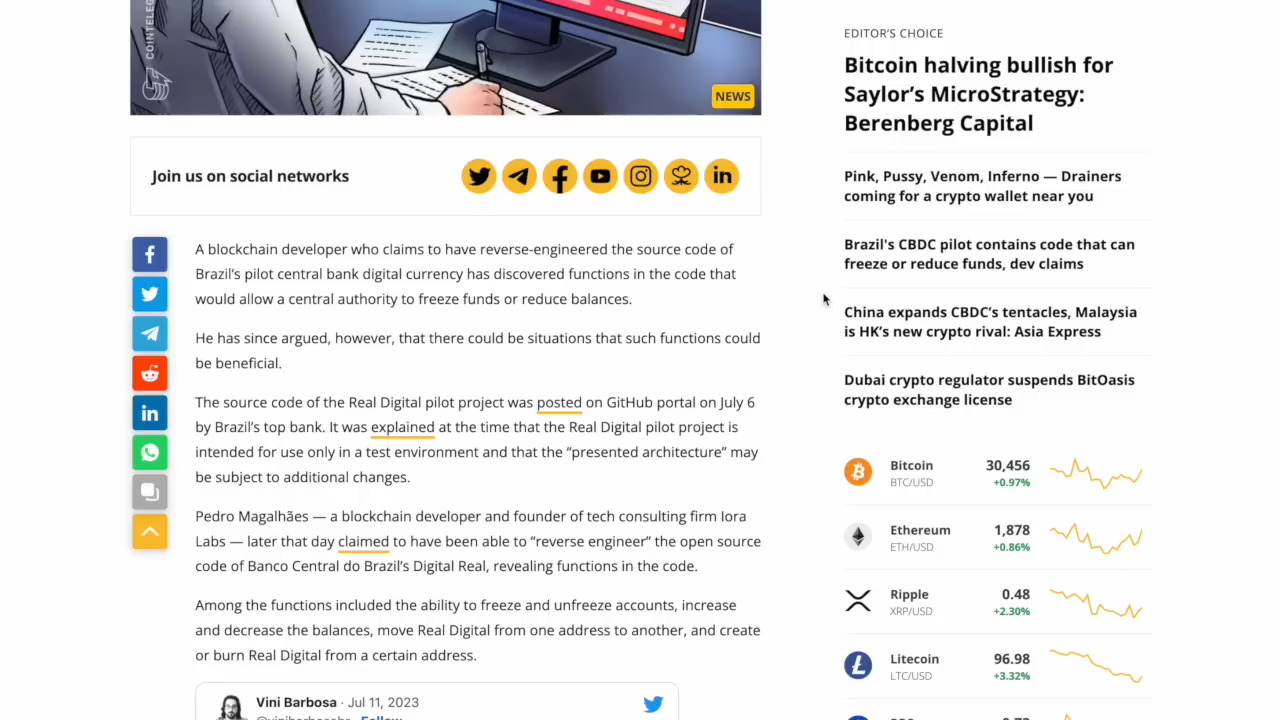 COINTELEG
NEWS
Join us on social networks
A blockchain developer who claims to have reverse-engineered the source code of
Brazil’s pilot central bank digital currency has discovered functions in the code that
would allow a central authority to freeze funds or reduce balances.
He has since argued, however, that there could be situations that such functions could
be beneficial.
The source code of the Real Digital pilot project was posted on GitHub portal on July 6
by Brazil’s top bank. It was explained at the time that the Real Digital pilot project is
intended for use only in a test environment and that the “presented architecture” may
be subject to additional changes.
Pedro Magalhães — a blockchain developer and founder of tech consulting firm Iora
Labs — later that day claimed to have been able to “reverse engineer” the open source
code of Banco Central do Brazil’s Digital Real, revealing functions in the code.
Among the functions included the ability to freeze and unfreeze accounts, increase
and decrease the balances, move Real Digital from one address to another, and create
or burn Real Digital from a certain address.
Vini Barbosa · Jul 11, 2023
EDITOR’S CHOICE
Bitcoin halving bullish for
Saylor’s MicroStrategy:
Berenberg Capital
Pink, Pussy, Venom, Inferno — Drainers
coming for a crypto wallet near you
Brazil's CBDC pilot contains code that can
freeze or reduce funds, dev claims
China expands CBDC’s tentacles, Malaysia
is HK’s new crypto rival: Asia Express
Dubai crypto regulator suspends BitOasis
crypto exchange license
Bitcoin 30,456
BTC/USD +0.97%
Ethereum 1,878
ETH/USD +0.86%
Ripple 0.48
XRP/USD +2.30%
Litecoin 96.98
LTC/USD +3.32%